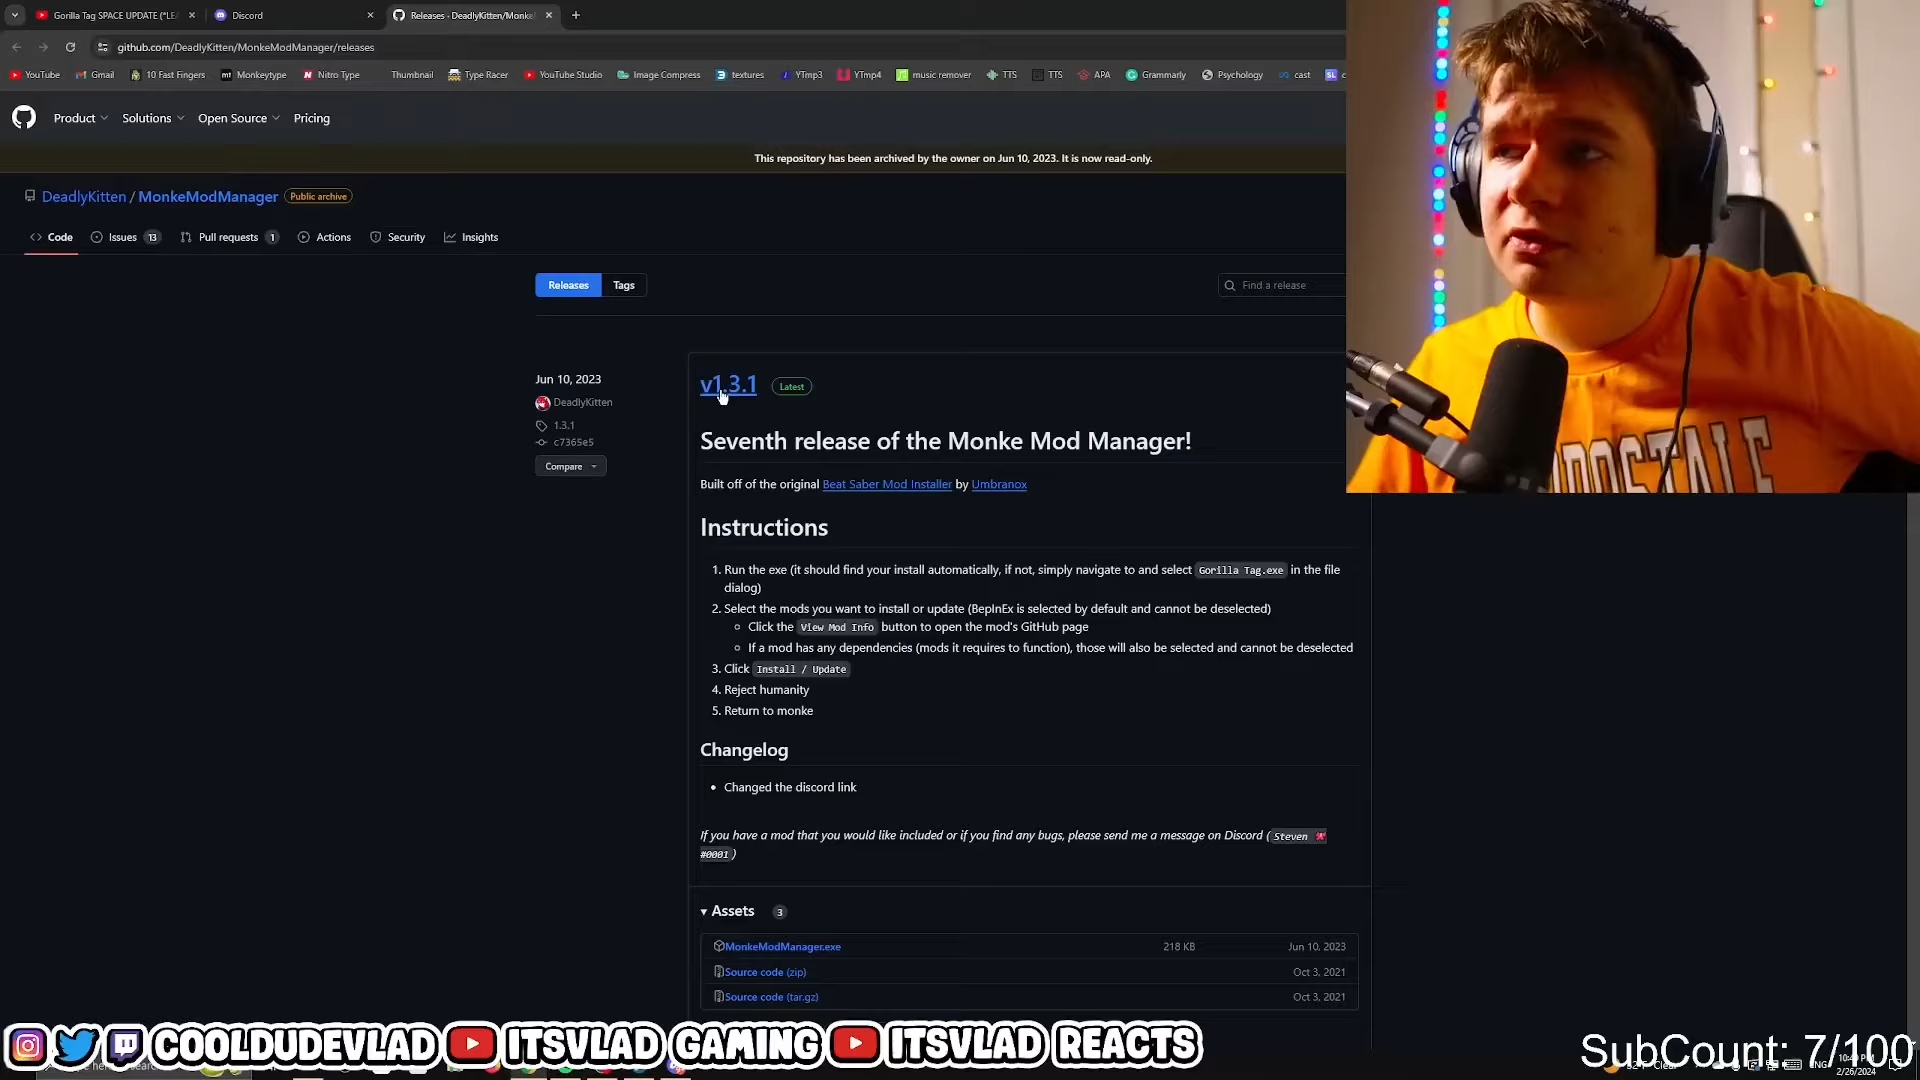 Gorilla Tag SPACE UPDATE (*LEA
Discord
Releases · DeadlyKitten/Monke
github.com/DeadlyKitten/MonkeModManager/releases
YouTube Gmail 10 Fast Fingers Monkeytype Nitro Type Thumbnail Type Racer YouTube Studio Image Compress textures YTmp3 YTmp4 music remover TTS TTS APA Grammarly Psychology cast
Product Solutions Open Source Pricing
This repository has been archived by the owner on Jun 10, 2023. It is now read-only.
DeadlyKitten / MonkeModManager Public archive
Code Issues 13 Pull requests 1 Actions Security Insights
Releases Tags Find a release
Jun 10, 2023
DeadlyKitten
1.3.1
c7365e5
Compare
v1.3.1 Latest
Seventh release of the Monke Mod Manager!
Built off of the original Beat Saber Mod Installer by Umbranox
Instructions
1. Run the exe (it should find your install automatically, if not, simply navigate to and select Gorilla Tag.exe in the file
dialog)
2. Select the mods you want to install or update (BepInEx is selected by default and cannot be deselected)
Click the View Mod Info button to open the mod's GitHub page
If a mod has any dependencies (mods it requires to function), those will also be selected and cannot be deselected
3. Click Install / Update
4. Reject humanity
5. Return to monke
Changelog
Changed the discord link
If you have a mod that you would like included or if you find any bugs, please send me a message on Discord (Steven
#0001)
Assets 3
MonkeModManager.exe 218 KB Jun 10, 2023
Source code (zip) Oct 3, 2021
Source code (tar.gz) Oct 3, 2021
COOLDUDEVLAD ITSVLAD GAMING ITSVLAD REACTS
SubCount: 7/100
2/26/2024